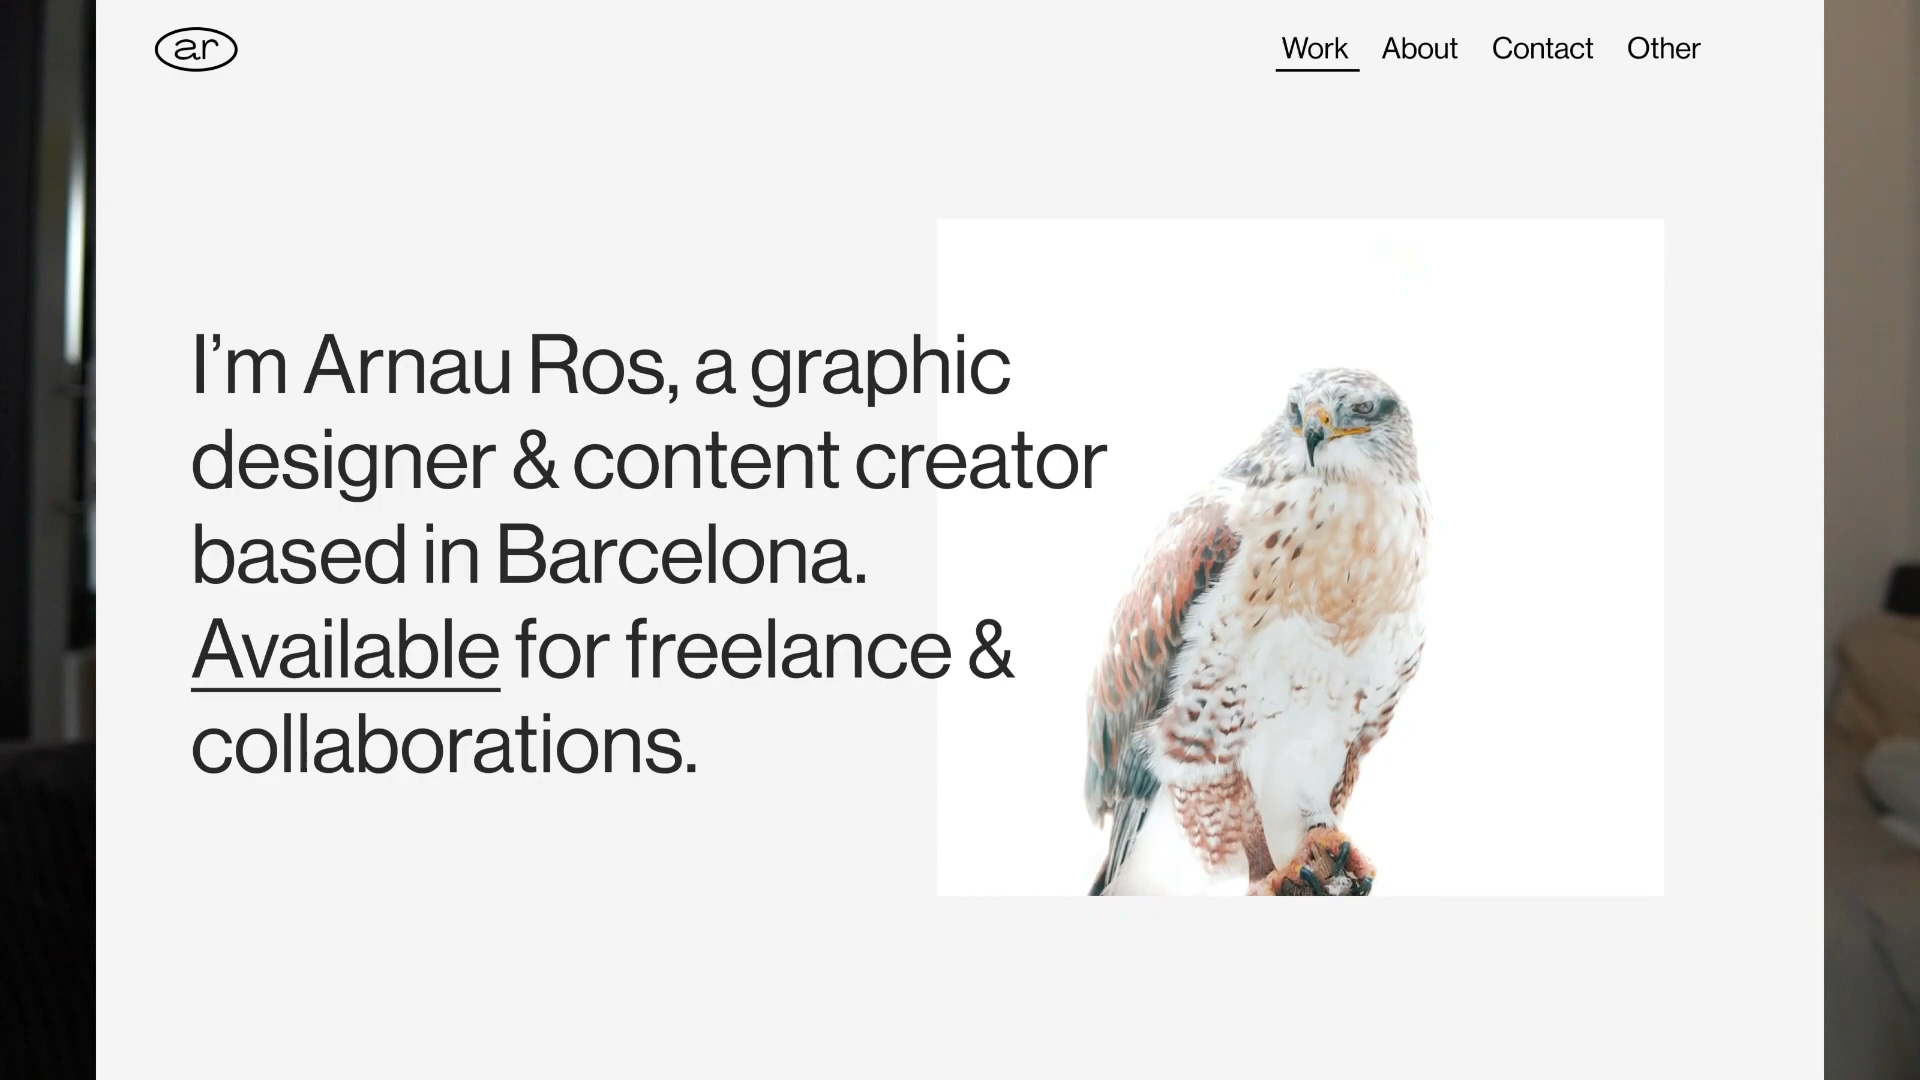 ar
Work About Contact Other
I’m Arnau Ros, a graphic
designer & content creator
based in Barcelona.
Available for freelance &
collaborations.